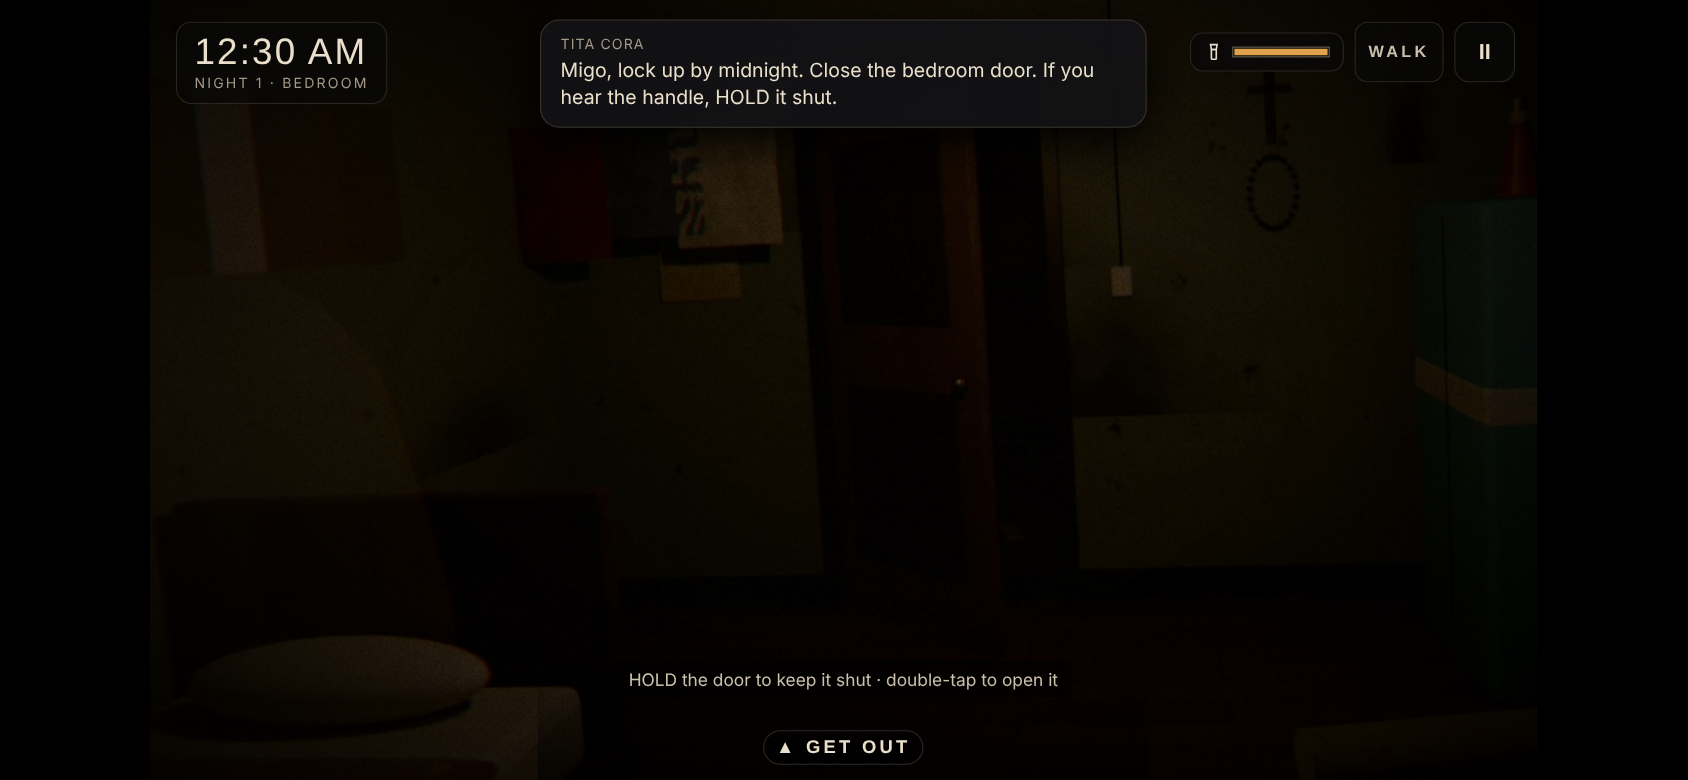 12:30 AM
NIGHT 1 · BEDROOM
TITA CORA
Migo, lock up by midnight. Close the bedroom door. If you
hear the handle, HOLD it shut.
WALK
HOLD the door to keep it shut · double-tap to open it
▲ GET OUT